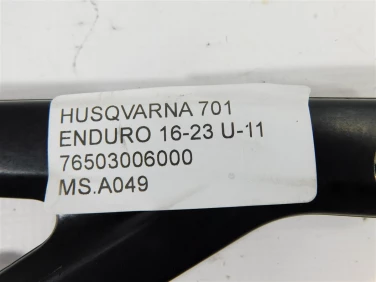 HUSQVARNA 701
ENDURO 16-23 U-11
76503006000
MS.A049